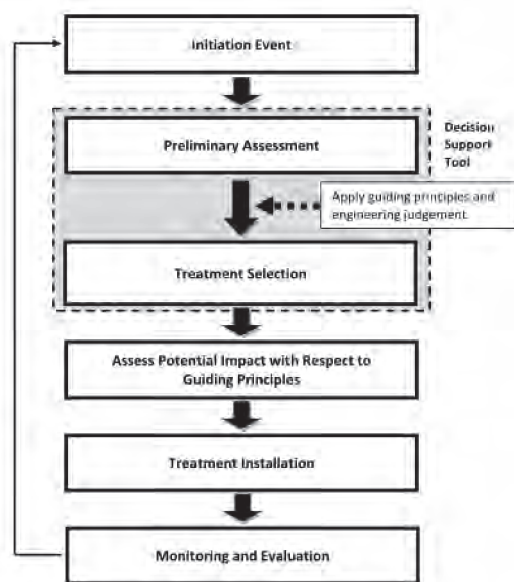 Initiation Event
Preliminary Assessment
Decision
Support
Tool
Apply guiding principles and
engineering judgement
Treatment Selection
Assess Potential Impact with Respect to
Guiding Principles
Treatment Installation
Monitoring and Evaluation